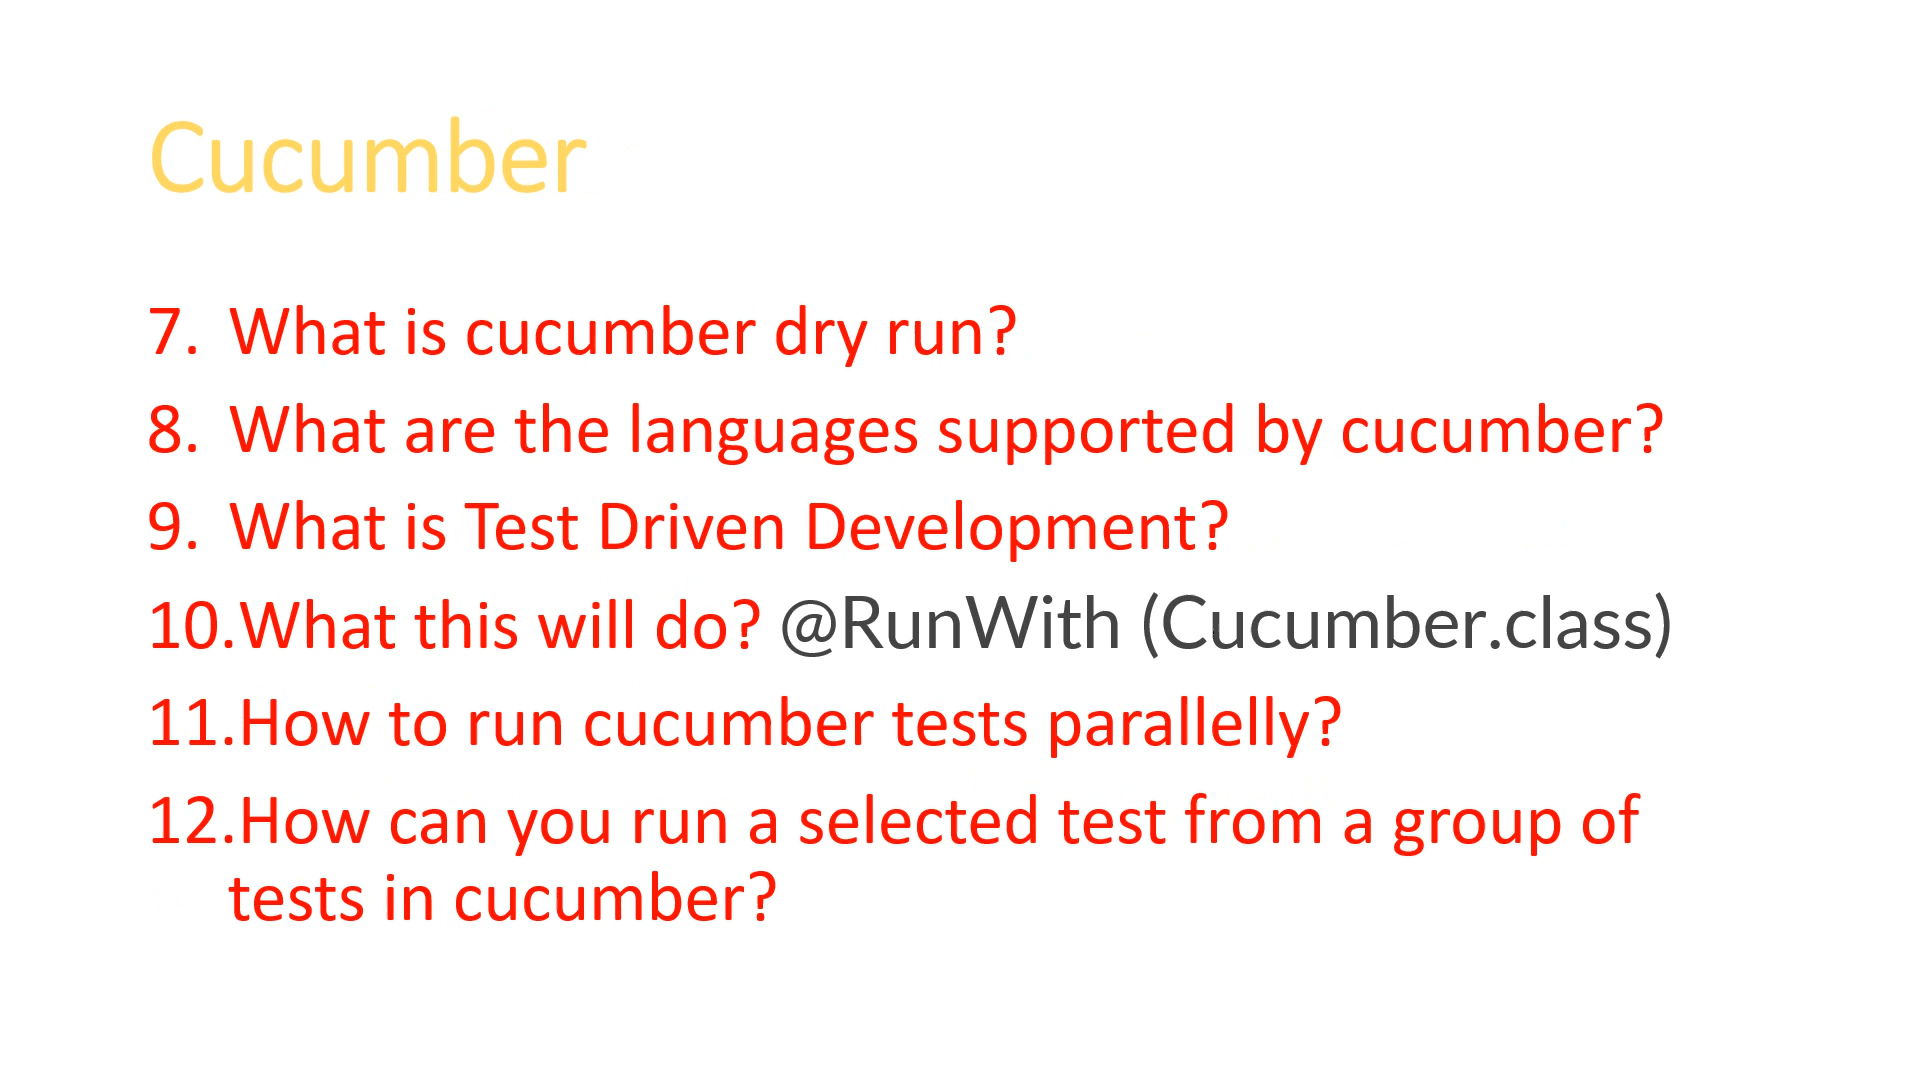 Cucumber
7. What is cucumber dry run?
8. What are the languages supported by cucumber?
9. What is Test Driven Development?
10.What this will do? @RunWith (Cucumber.class)
11.How to run cucumber tests parallelly?
12.How can you run a selected test from a group of
tests in cucumber?